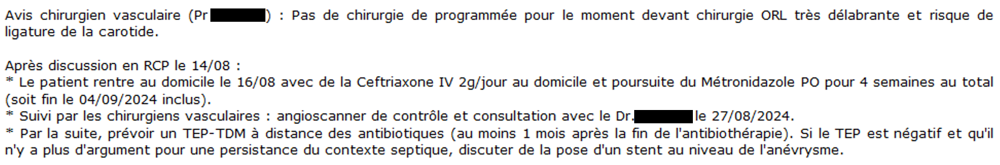 Avis chirurgien vasculaire (Pr ) : Pas de chirurgie de programmée pour le moment devant chirurgie ORL très délabrante et risque de
ligature de la carotide.
Après discussion en RCP le 14/08 :
* Le patient rentre au domicile le 16/08 avec de la Ceftriaxone IV 2g/jour au domicile et poursuite du Métronidazole PO pour 4 semaines au total
(soit fin le 04/09/2024 inclus).
* Suivi par les chirurgiens vasculaires : angioscanner de contrôle et consultation avec le Dr. le 27/08/2024.
* Par la suite, prévoir un TEP-TDM à distance des antibiotiques (au moins 1 mois après la fin de l'antibiothérapie). Si le TEP est négatif et qu'il
n'y a plus d'argument pour une persistance du contexte septique, discuter de la pose d'un stent au niveau de l'anévrysme.